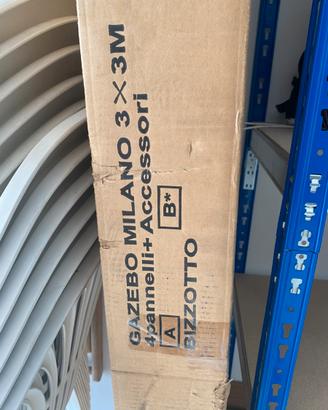 GAZEBO MILANO 3×3M
4pannelli+Accessori
A B*
BIZZOTTO